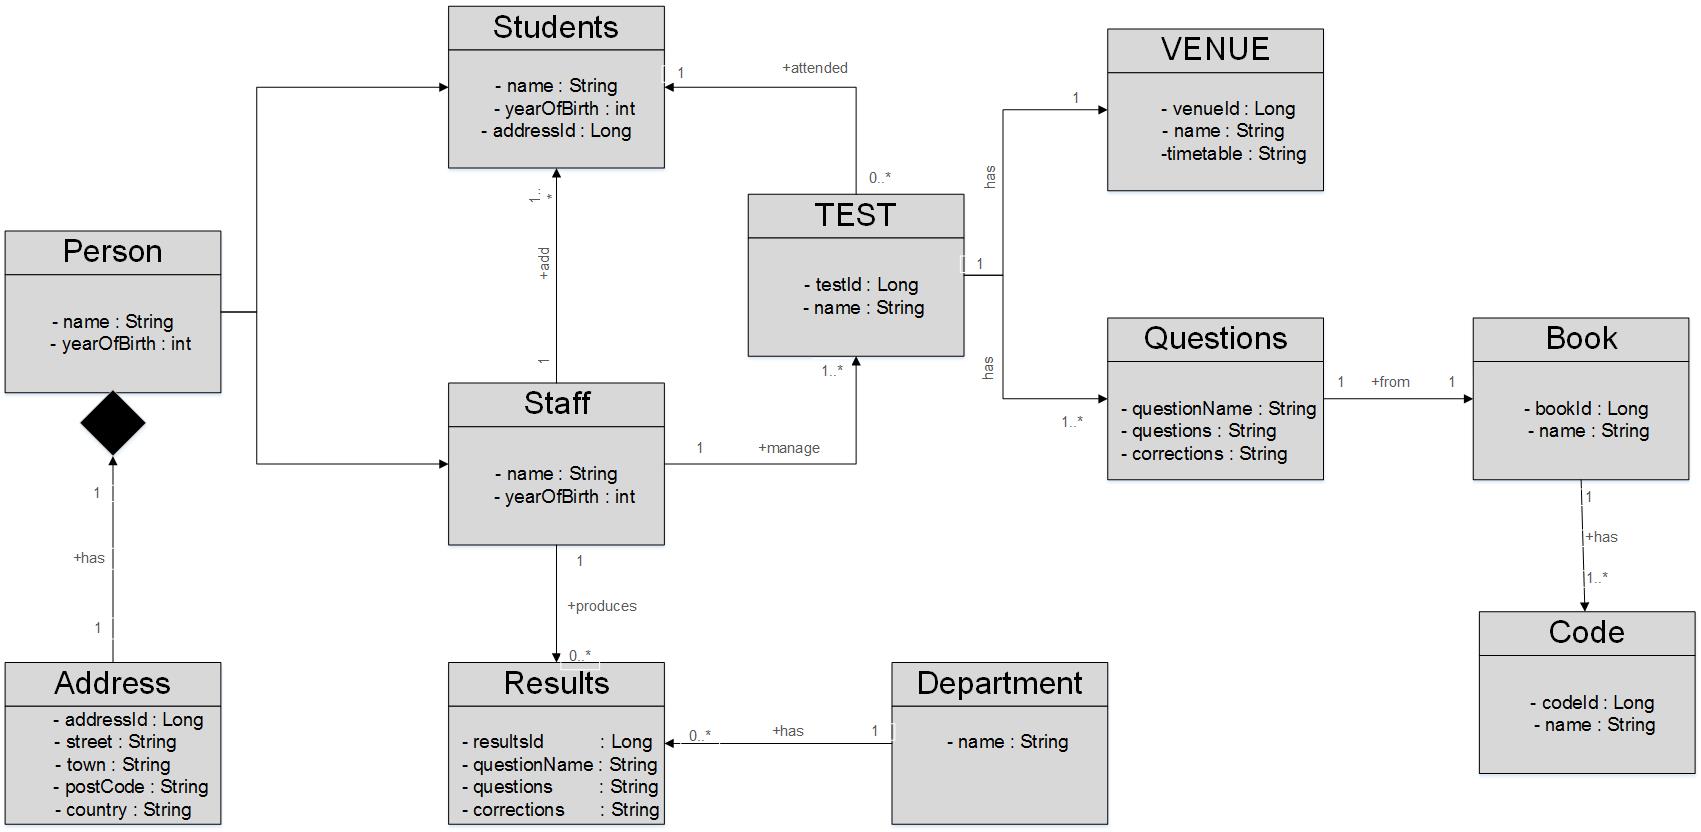 Students
- name : String
- yearOfBirth : int
- addressId : Long
1
+attended
0..*
VENUE
- venueId : Long
- name : String
-timetable : String
1
has
1..
*
+add
1
Person
- name : String
- yearOfBirth : int
TEST
- testId : Long
- name : String
1
1..*
has
1..*
Questions
- questionName : String
- questions : String
- corrections : String
1
+from
1
Book
- bookId : Long
- name : String
Staff
- name : String
- yearOfBirth : int
1
+manage
1
+has
1
1
+produces
0..*
1
+has
1..*
Code
- codeId : Long
- name : String
Address
- addressId : Long
- street : String
- town : String
- postCode : String
- country : String
Results
- resultsId : Long
- questionName : String
- questions : String
- corrections : String
0..*
+has
1
Department
- name : String